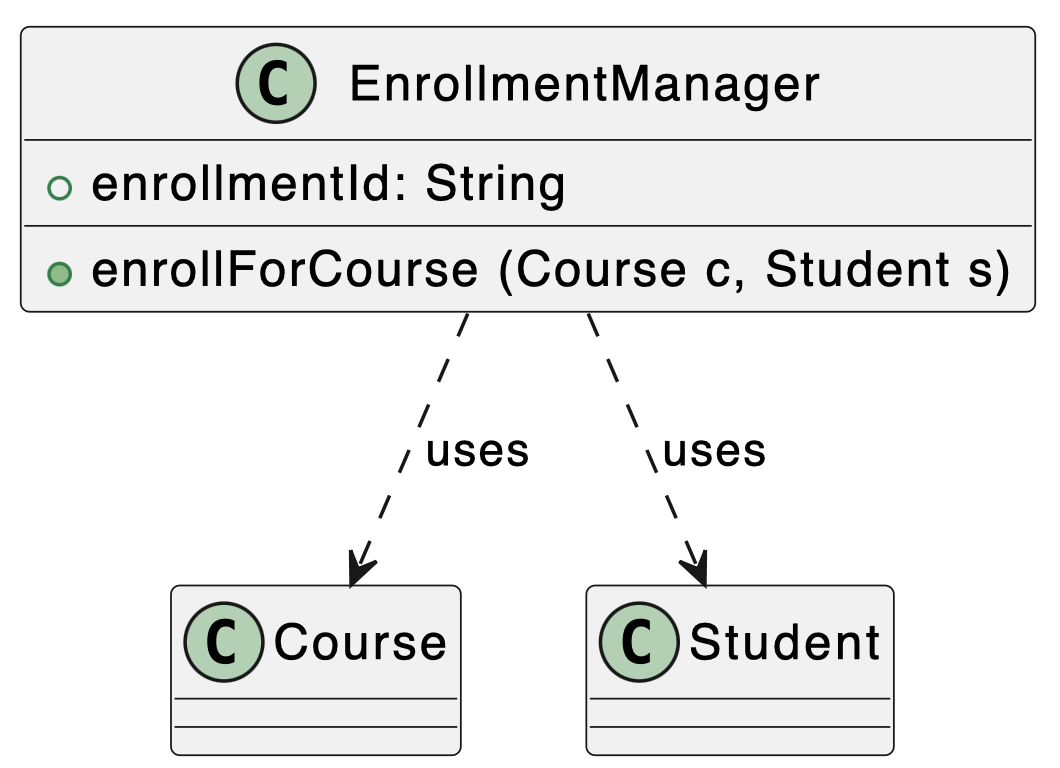 C EnrollmentManager
enrollmentId: String
enrollForCourse (Course c, Student s)
uses uses
C Course C Student